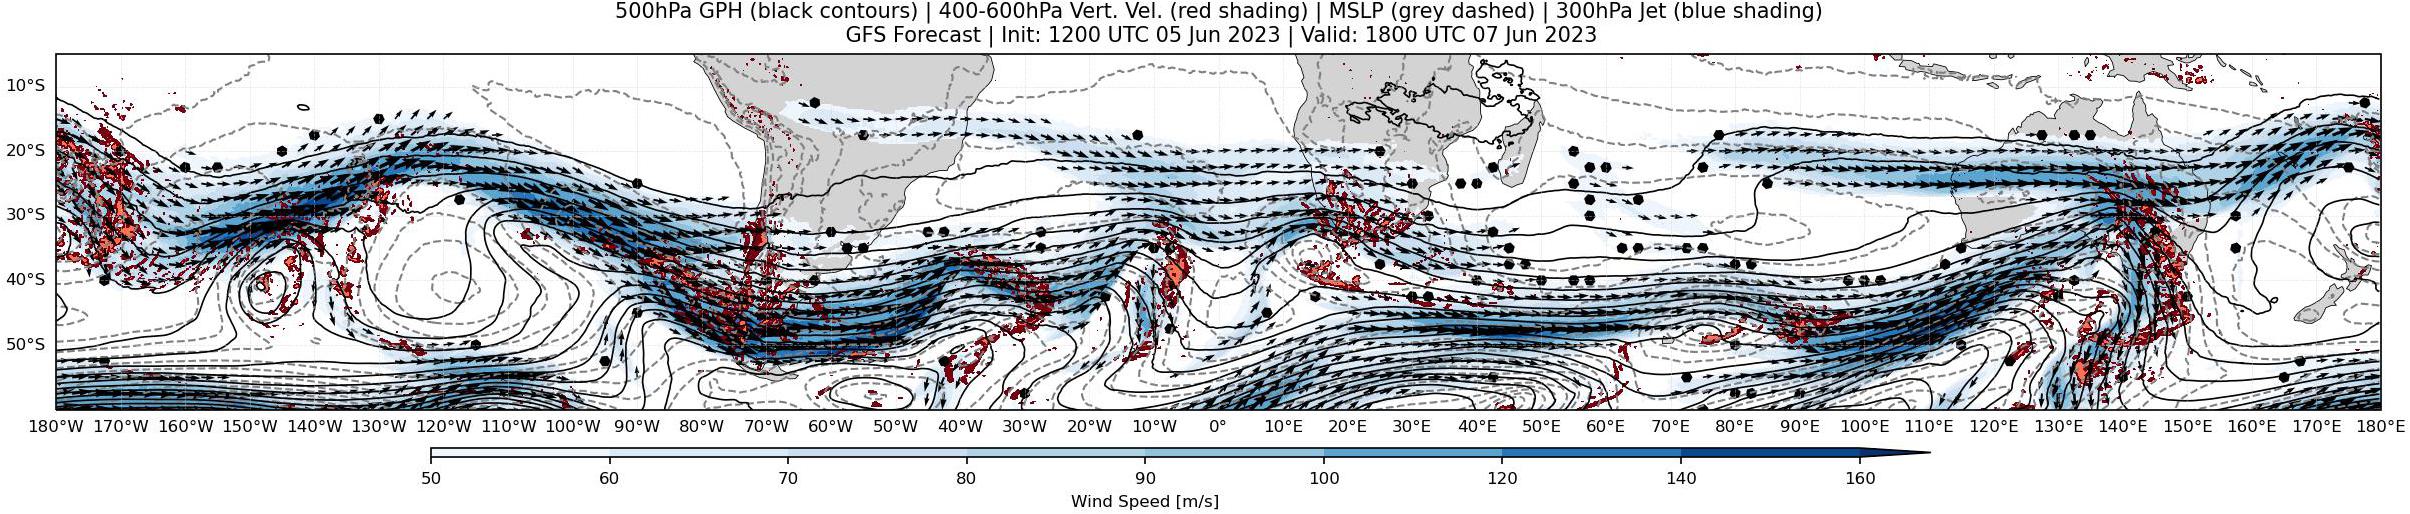 500hPa GPH (black contours) | 400-600hPa Vert. Vel. (red shading) | MSLP (grey dashed) | 300hPa Jet (blue shading)
GFS Forecast | Init: 1200 UTC 05 Jun 2023 | Valid: 1800 UTC 07 Jun 2023
10°S
20°S
30°S
40°S
50°S
180°W 170°W 160°W 150°W 140°W 130°W 120°W 110°W 100°W 90°W 80°W 70°W 60°W 50°W 40°W 30°W 20°W 10°W 0° 10°E 20°E 30°E 40°E 50°E 60°E 70°E 80°E 90°E 100°E 110°E 120°E 130°E 140°E 150°E 160°E 170°E 180°E
50 60 70 80 90 100 120 140 160
Wind Speed [m/s]